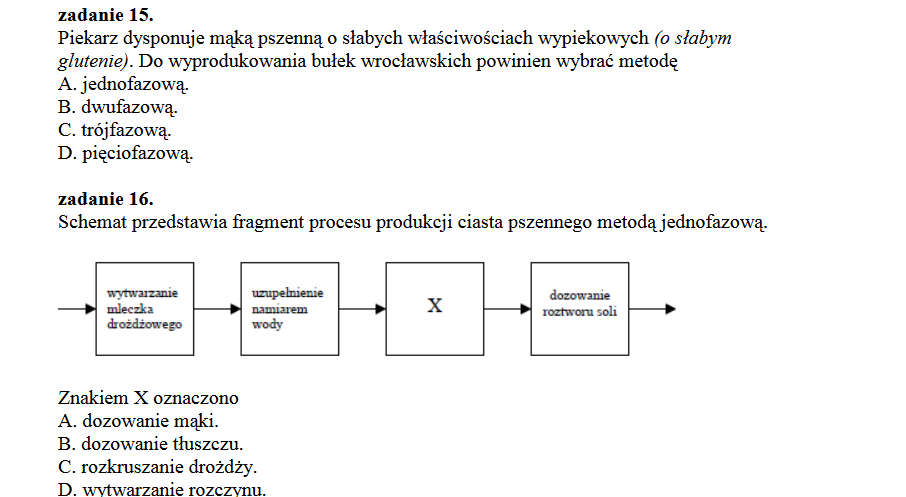 zadanie 15.
Piekarz dysponuje mąką pszenną o słabych właściwościach wypiekowych (o słabym
glutenie). Do wyprodukowania bułek wrocławskich powinien wybrać metodę
A. jednofazową.
B. dwufazową.
C. trójfazową.
D. pięciofazową.
zadanie 16.
Schemat przedstawia fragment procesu produkcji ciasta pszennego metodą jednofazową.
wytwarzanie
mleczka
drożdżowego
uzupełnienie
namiarem
wody
X
dozowanie
roztworu soli
Znakiem X oznaczono
A. dozowanie mąki.
B. dozowanie tłuszczu.
C. rozkruszanie drożdży.
D. wytwarzanie rozczynu.